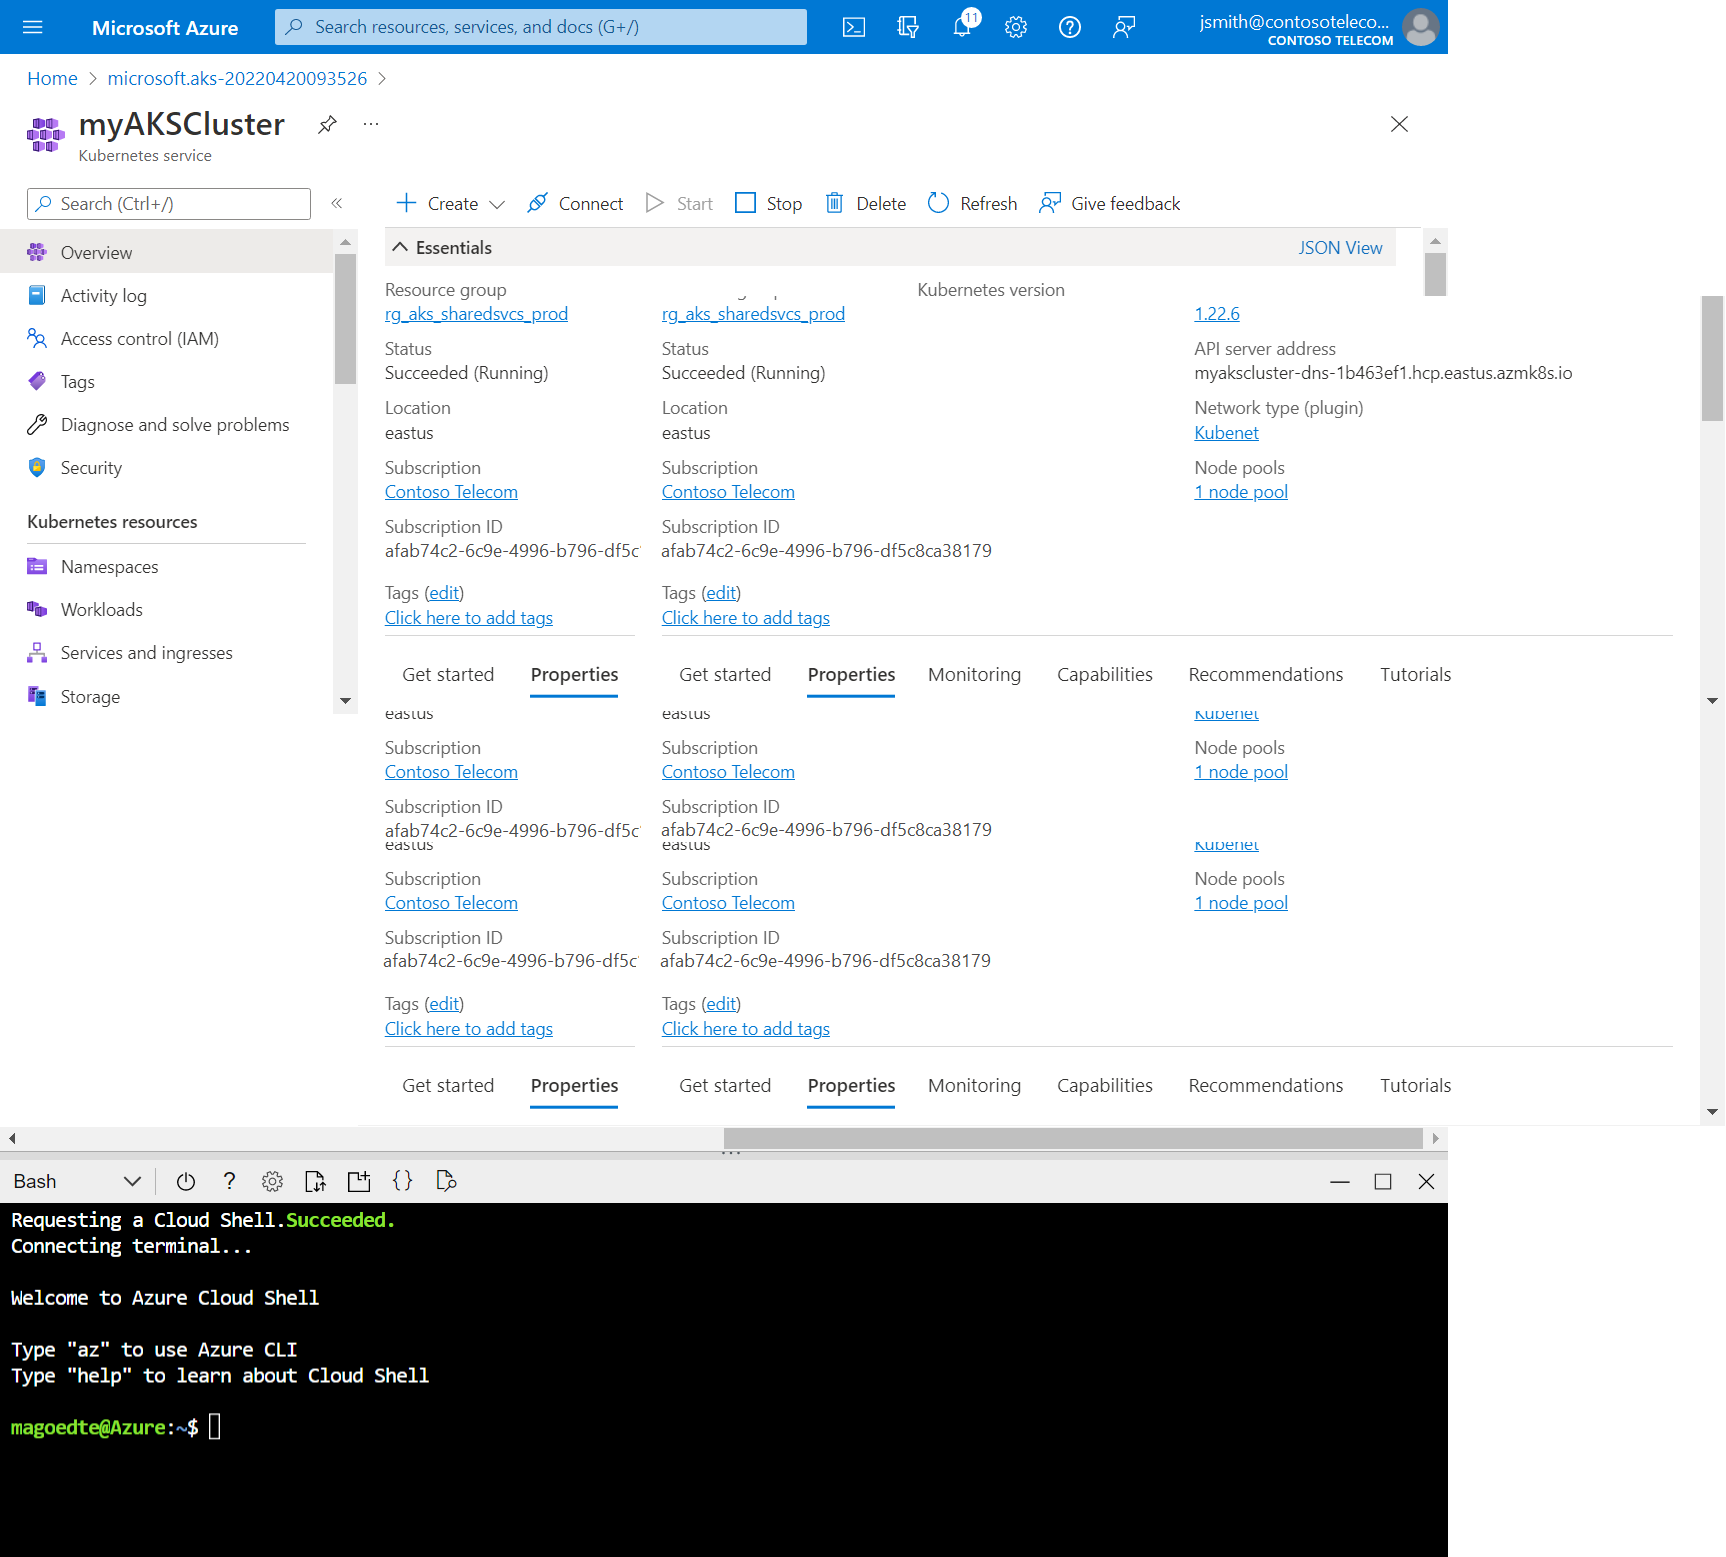 Microsoft Azure
Search resources, services, and docs (G+/)
11
jsmith@contosoteleco...
CONTOSO TELECOM
Home > microsoft.aks-20220420093526 >
myAKSCluster ...
Kubernetes service
Search (Ctrl+/) «
Create Connect Start Stop Delete Refresh Give feedback
Overview
Activity log
Access control (IAM)
Tags
Diagnose and solve problems
Security
Kubernetes resources
Namespaces
Workloads
Services and ingresses
Storage
Essentials JSON View
Resource group Kubernetes version
rg_aks_sharedsvcs_prod rg_aks_sharedsvcs_prod 1.22.6
Status Status API server address
Succeeded (Running) Succeeded (Running) myakscluster-dns-1b463ef1.hcp.eastus.azmk8s.io
Location Location Network type (plugin)
eastus eastus Kubenet
Subscription Subscription Node pools
Contoso Telecom Contoso Telecom 1 node pool
Subscription ID Subscription ID
afab74c2-6c9e-4996-b796-df5c afab74c2-6c9e-4996-b796-df5c8ca38179
Tags (edit) Tags (edit)
Click here to add tags Click here to add tags
Get started Properties Get started Properties Monitoring Capabilities Recommendations Tutorials
eastus eastus Kubenet
Subscription Subscription Node pools
Contoso Telecom Contoso Telecom 1 node pool
Subscription ID Subscription ID
afab74c2-6c9e-4996-b796-df5c afab74c2-6c9e-4996-b796-df5c8ca38179
eastus eastus Kubenet
Subscription Subscription Node pools
Contoso Telecom Contoso Telecom 1 node pool
Subscription ID Subscription ID
afab74c2-6c9e-4996-b796-df5c afab74c2-6c9e-4996-b796-df5c8ca38179
Tags (edit) Tags (edit)
Click here to add tags Click here to add tags
Get started Properties Get started Properties Monitoring Capabilities Recommendations Tutorials
Bash ? {}
Requesting a Cloud Shell.Succeeded.
Connecting terminal...
Welcome to Azure Cloud Shell
Type "az" to use Azure CLI
Type "help" to learn about Cloud Shell
magoedte@Azure:~$